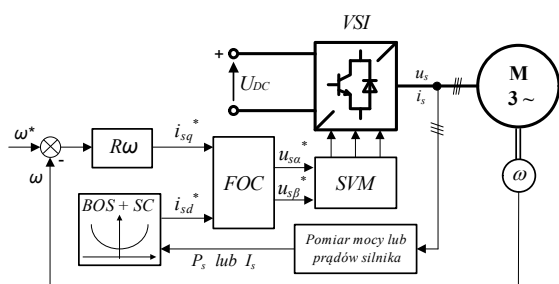 VSI
+
U_DC
u_s
i_s
M
3 ~
ω*
-
ω
Rω
i_sq*
FOC
u_sα*
u_sβ*
SVM
ω
BOS + SC
i_sd*
P_s lub I_s
Pomiar mocy lub
prądów silnika